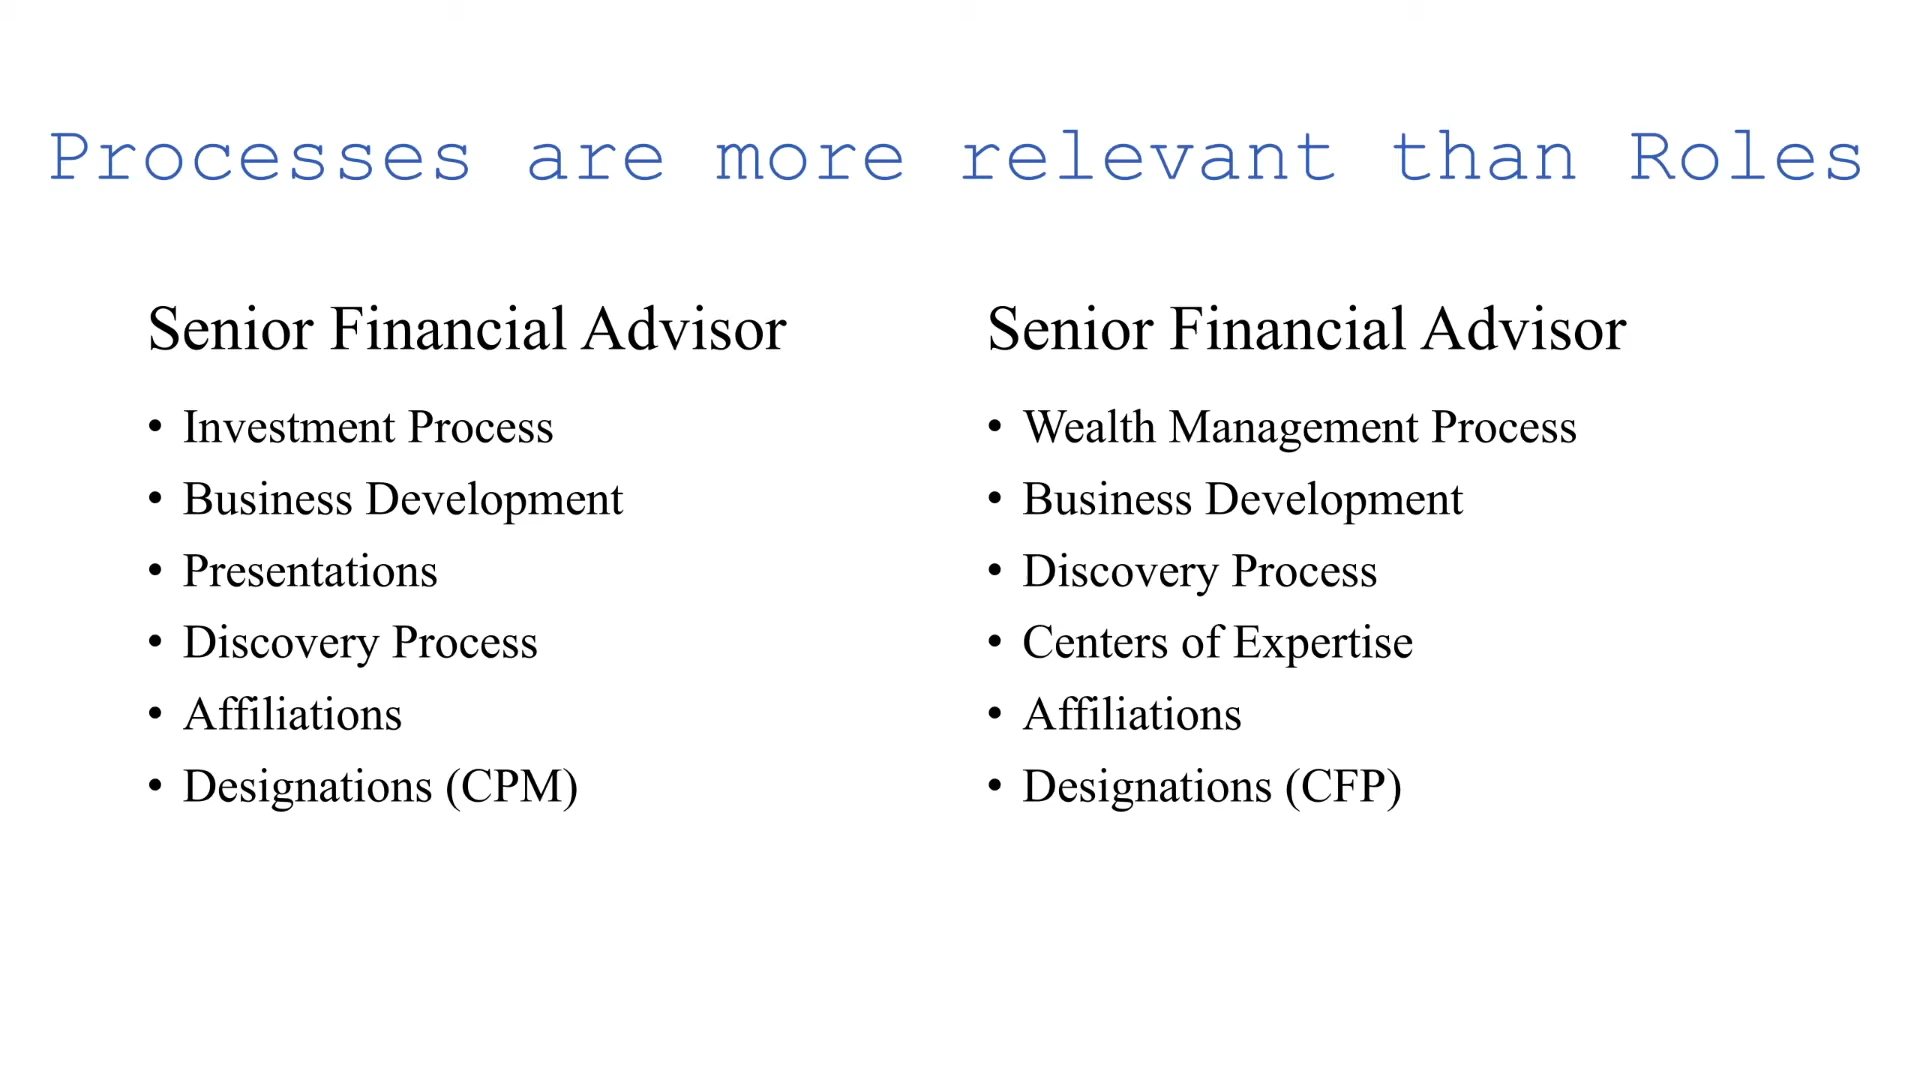 Processes are more relevant than Roles
Senior Financial Advisor
• Investment Process
• Business Development
• Presentations
• Discovery Process
• Affiliations
• Designations (CPM)
Senior Financial Advisor
• Wealth Management Process
• Business Development
• Discovery Process
• Centers of Expertise
• Affiliations
• Designations (CFP)